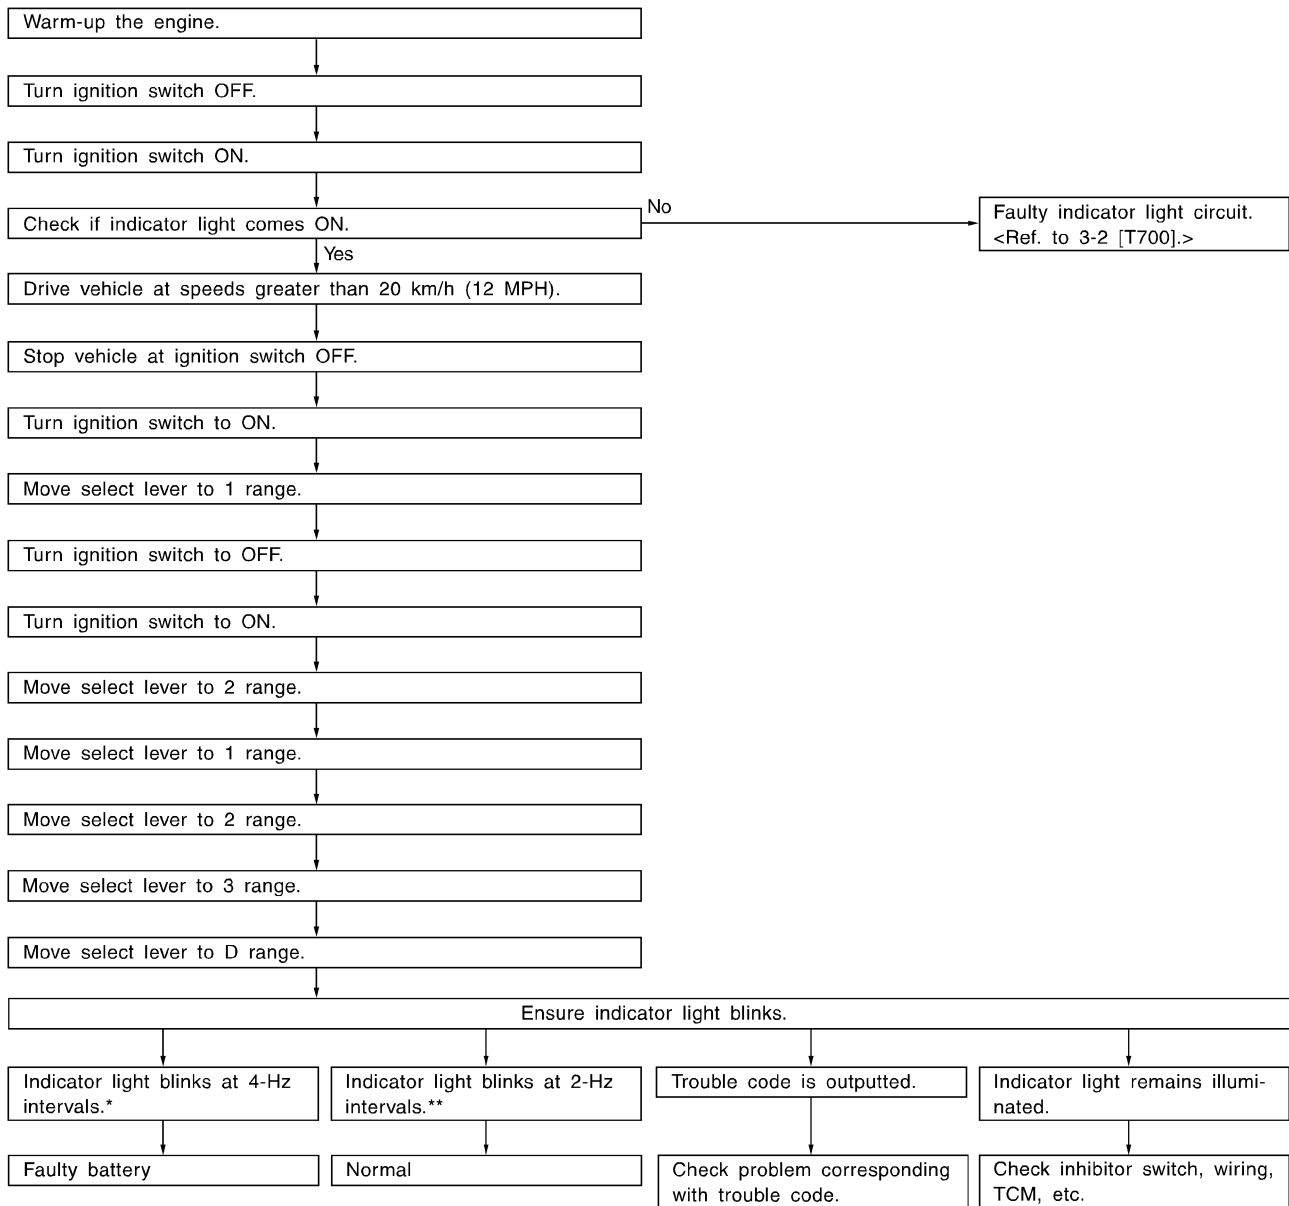 Warm-up the engine.
Turn ignition switch OFF.
Turn ignition switch ON.
Check if indicator light comes ON.
No
Faulty indicator light circuit.
<Ref. to 3-2 [T700].>
Yes
Drive vehicle at speeds greater than 20 km/h (12 MPH).
Stop vehicle at ignition switch OFF.
Turn ignition switch to ON.
Move select lever to 1 range.
Turn ignition switch to OFF.
Turn ignition switch to ON.
Move select lever to 2 range.
Move select lever to 1 range.
Move select lever to 2 range.
Move select lever to 3 range.
Move select lever to D range.
Ensure indicator light blinks.
Indicator light blinks at 4-Hz
intervals.*
Indicator light blinks at 2-Hz
intervals.**
Trouble code is outputted.
Indicator light remains illumi-
nated.
Faulty battery
Normal
Check problem corresponding
with trouble code.
Check inhibitor switch, wiring,
TCM, etc.